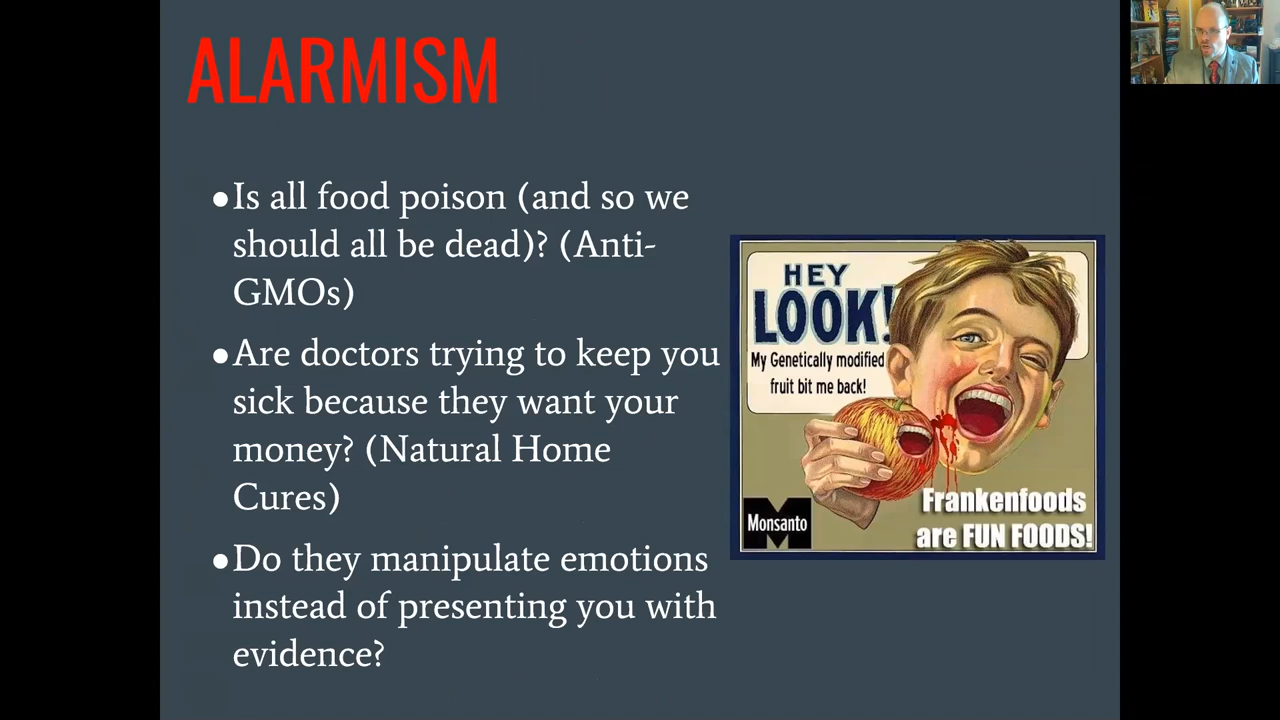 ALARMISM
•Is all food poison (and so we
should all be dead)? (Anti-
GMOs)
•Are doctors trying to keep you
sick because they want your
money? (Natural Home
Cures)
•Do they manipulate emotions
instead of presenting you with
evidence?
HEY
LOOK!
My Genetically modified
fruit bit me back!
Monsanto
Frankenfoods
are FUN FOODS!